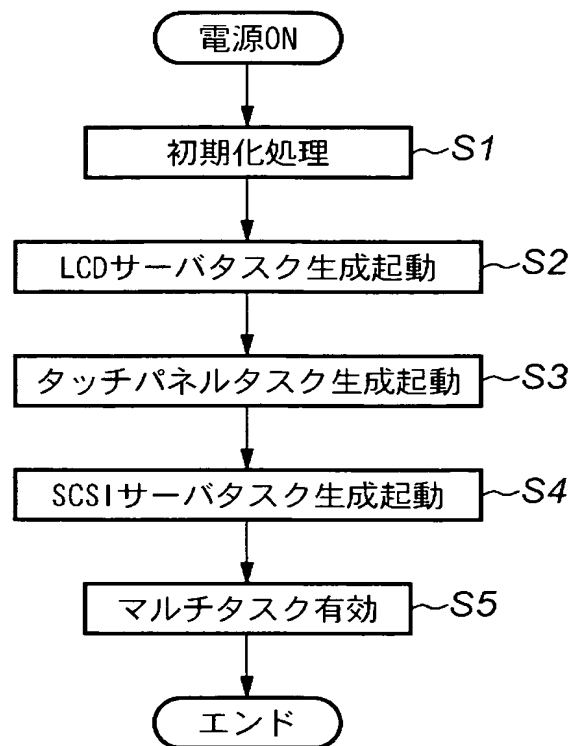 電源ON
初期化処理 S1
LCDサーバタスク生成起動 S2
タッチパネルタスク生成起動 S3
SCSIサーバタスク生成起動 S4
マルチタスク有効 S5
エンド